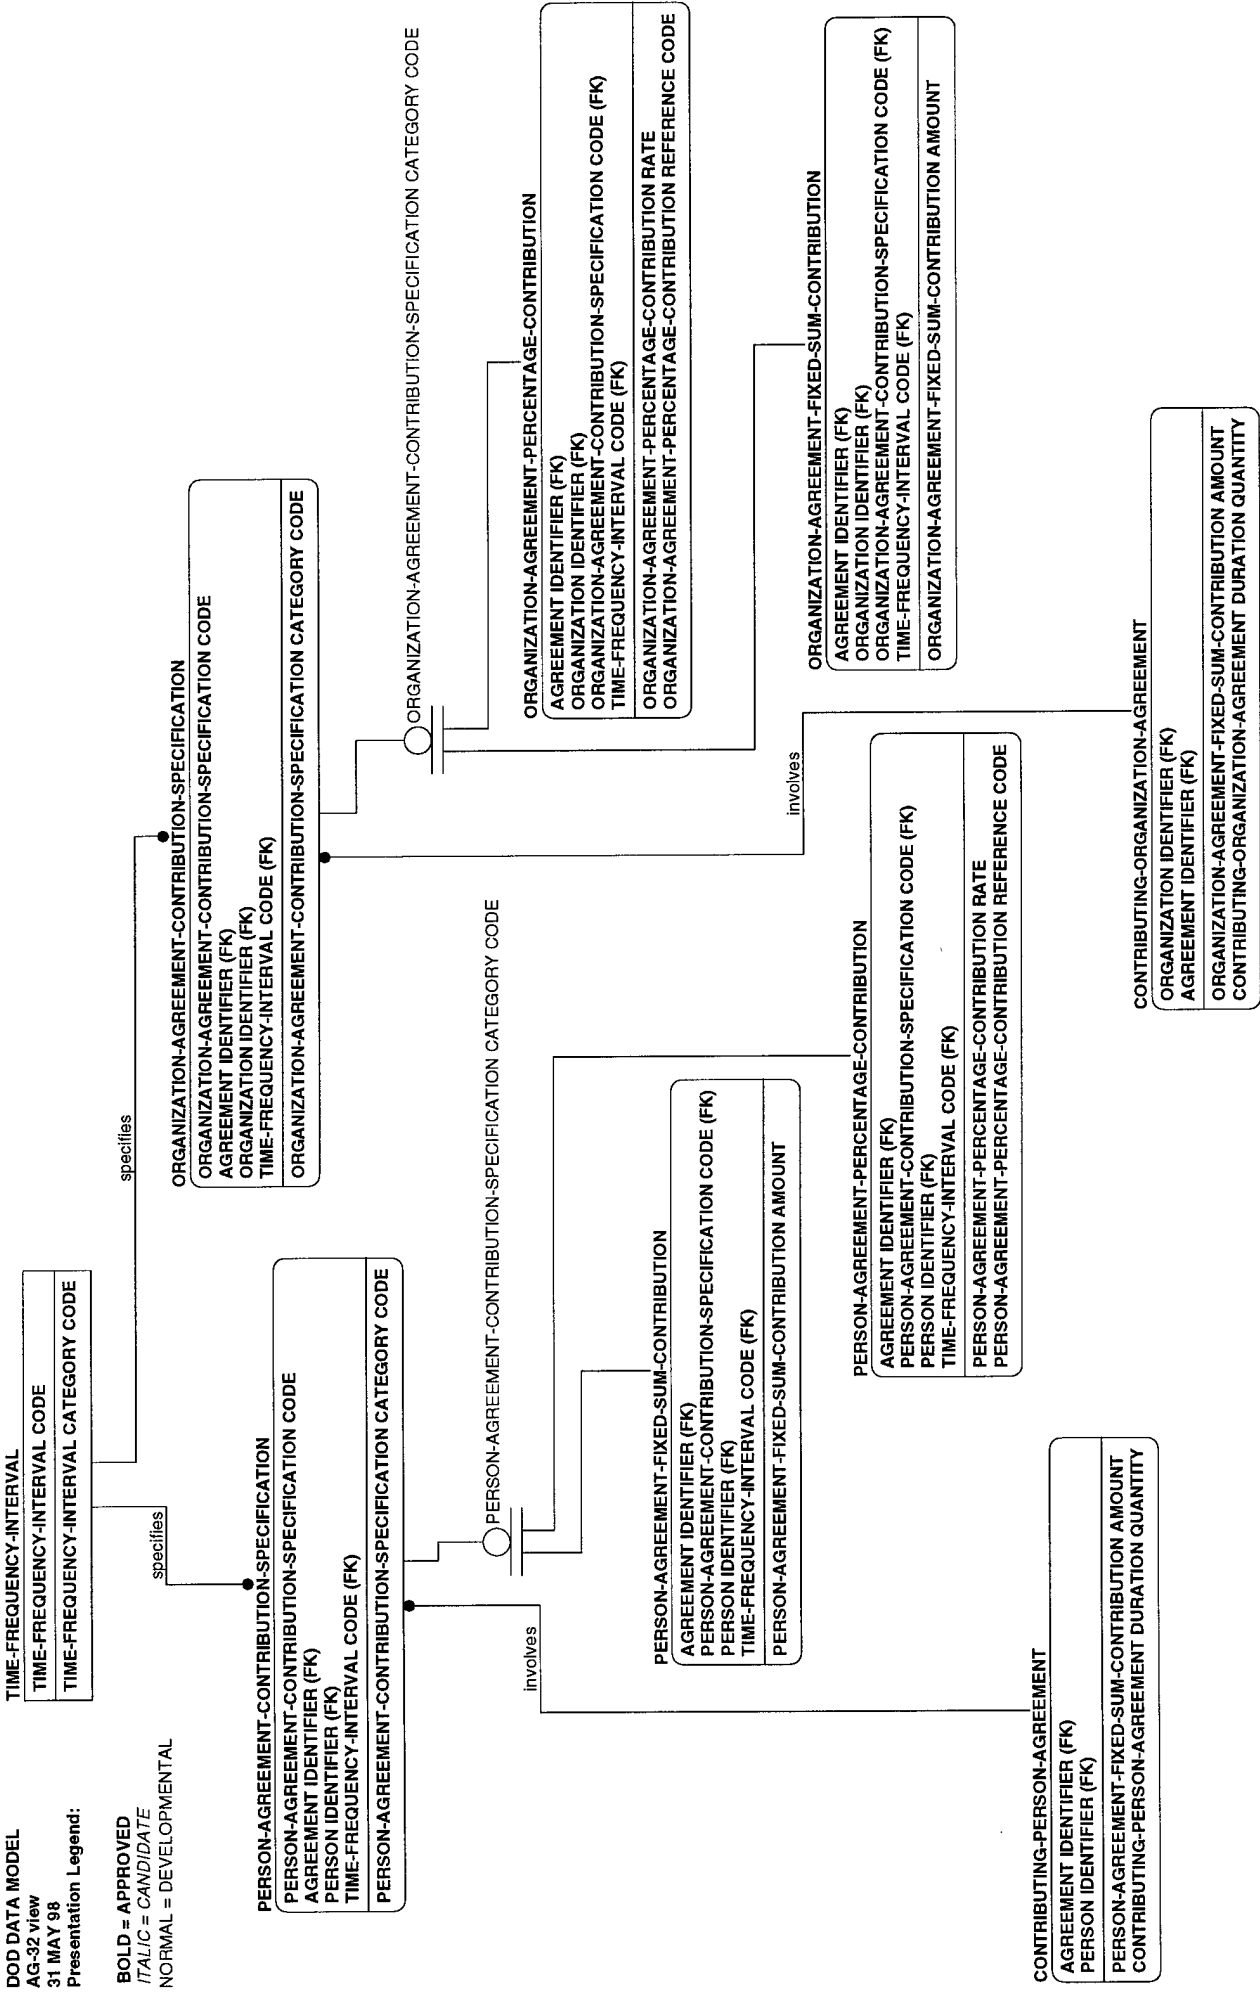 DOD DATA MODEL
AG-32 view
31 MAY 98
Presentation Legend:
BOLD = APPROVED
ITALIC = CANDIDATE
NORMAL = DEVELOPMENTAL
TIME-FREQUENCY-INTERVAL
TIME-FREQUENCY-INTERVAL CODE
TIME-FREQUENCY-INTERVAL CATEGORY CODE
specifies
specifies
PERSON-AGREEMENT-CONTRIBUTION-SPECIFICATION
PERSON-AGREEMENT-CONTRIBUTION-SPECIFICATION CODE
AGREEMENT IDENTIFIER (FK)
PERSON IDENTIFIER (FK)
TIME-FREQUENCY-INTERVAL CODE (FK)
PERSON-AGREEMENT-CONTRIBUTION-SPECIFICATION CATEGORY CODE
ORGANIZATION-AGREEMENT-CONTRIBUTION-SPECIFICATION
ORGANIZATION-AGREEMENT-CONTRIBUTION-SPECIFICATION CODE
AGREEMENT IDENTIFIER (FK)
ORGANIZATION IDENTIFIER (FK)
TIME-FREQUENCY-INTERVAL CODE (FK)
ORGANIZATION-AGREEMENT-CONTRIBUTION-SPECIFICATION CATEGORY CODE
ORGANIZATION-AGREEMENT-CONTRIBUTION-SPECIFICATION CATEGORY CODE
PERSON-AGREEMENT-CONTRIBUTION-SPECIFICATION CATEGORY CODE
involves
ORGANIZATION-AGREEMENT-PERCENTAGE-CONTRIBUTION
AGREEMENT IDENTIFIER (FK)
ORGANIZATION IDENTIFIER (FK)
ORGANIZATION-AGREEMENT-CONTRIBUTION-SPECIFICATION CODE (FK)
TIME-FREQUENCY-INTERVAL CODE (FK)
ORGANIZATION-AGREEMENT-PERCENTAGE-CONTRIBUTION RATE
ORGANIZATION-AGREEMENT-PERCENTAGE-CONTRIBUTION REFERENCE CODE
PERSON-AGREEMENT-FIXED-SUM-CONTRIBUTION
AGREEMENT IDENTIFIER (FK)
PERSON-AGREEMENT-CONTRIBUTION-SPECIFICATION CODE (FK)
PERSON IDENTIFIER (FK)
TIME-FREQUENCY-INTERVAL CODE (FK)
PERSON-AGREEMENT-FIXED-SUM-CONTRIBUTION AMOUNT
involves
ORGANIZATION-AGREEMENT-FIXED-SUM-CONTRIBUTION
AGREEMENT IDENTIFIER (FK)
ORGANIZATION IDENTIFIER (FK)
ORGANIZATION-AGREEMENT-CONTRIBUTION-SPECIFICATION CODE (FK)
TIME-FREQUENCY-INTERVAL CODE (FK)
ORGANIZATION-AGREEMENT-FIXED-SUM-CONTRIBUTION AMOUNT
PERSON-AGREEMENT-PERCENTAGE-CONTRIBUTION
AGREEMENT IDENTIFIER (FK)
PERSON-AGREEMENT-CONTRIBUTION-SPECIFICATION CODE (FK)
PERSON IDENTIFIER (FK)
TIME-FREQUENCY-INTERVAL CODE (FK)
PERSON-AGREEMENT-PERCENTAGE-CONTRIBUTION RATE
PERSON-AGREEMENT-PERCENTAGE-CONTRIBUTION REFERENCE CODE
CONTRIBUTING-PERSON-AGREEMENT
AGREEMENT IDENTIFIER (FK)
PERSON IDENTIFIER (FK)
PERSON-AGREEMENT-FIXED-SUM-CONTRIBUTION AMOUNT
CONTRIBUTING-PERSON-AGREEMENT DURATION QUANTITY
CONTRIBUTING-ORGANIZATION-AGREEMENT
ORGANIZATION IDENTIFIER (FK)
AGREEMENT IDENTIFIER (FK)
ORGANIZATION-AGREEMENT-FIXED-SUM-CONTRIBUTION AMOUNT
CONTRIBUTING-ORGANIZATION-AGREEMENT DURATION QUANTITY